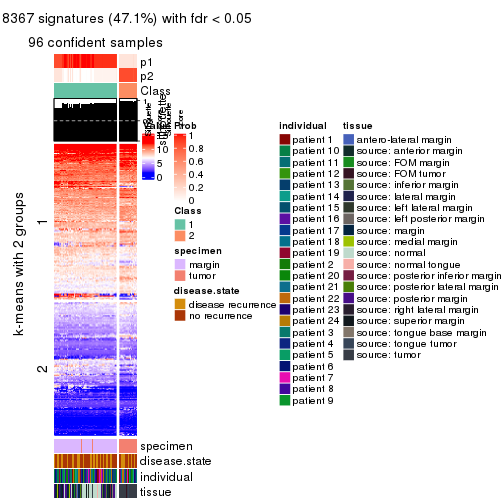 8367 signatures (47.1%) with fdr < 0.05
96 confident samples
p1
p2
Class
Prob
15
10
5
0
1
0.8
0.6
0.4
0.2
0
Class
1
2
specimen
margin
tumor
disease.state
disease recurrence
no recurrence
individual
patient 1
patient 10
patient 11
patient 12
patient 13
patient 14
patient 15
patient 16
patient 17
patient 18
patient 19
patient 2
patient 20
patient 21
patient 22
patient 23
patient 24
patient 3
patient 4
patient 5
patient 6
patient 7
patient 8
patient 9
tissue
antero-lateral margin
source: anterior margin
source: FOM margin
source: FOM tumor
source: inferior margin
source: lateral margin
source: left lateral margin
source: left posterior margin
source: margin
source: medial margin
source: normal
source: normal tongue
source: posterior inferior margin
source: posterior lateral margin
source: posterior margin
source: right lateral margin
source: superior margin
source: tongue base margin
source: tongue tumor
source: tumor
k-means with 2 groups
1
2
specimen
disease.state
individual
tissue